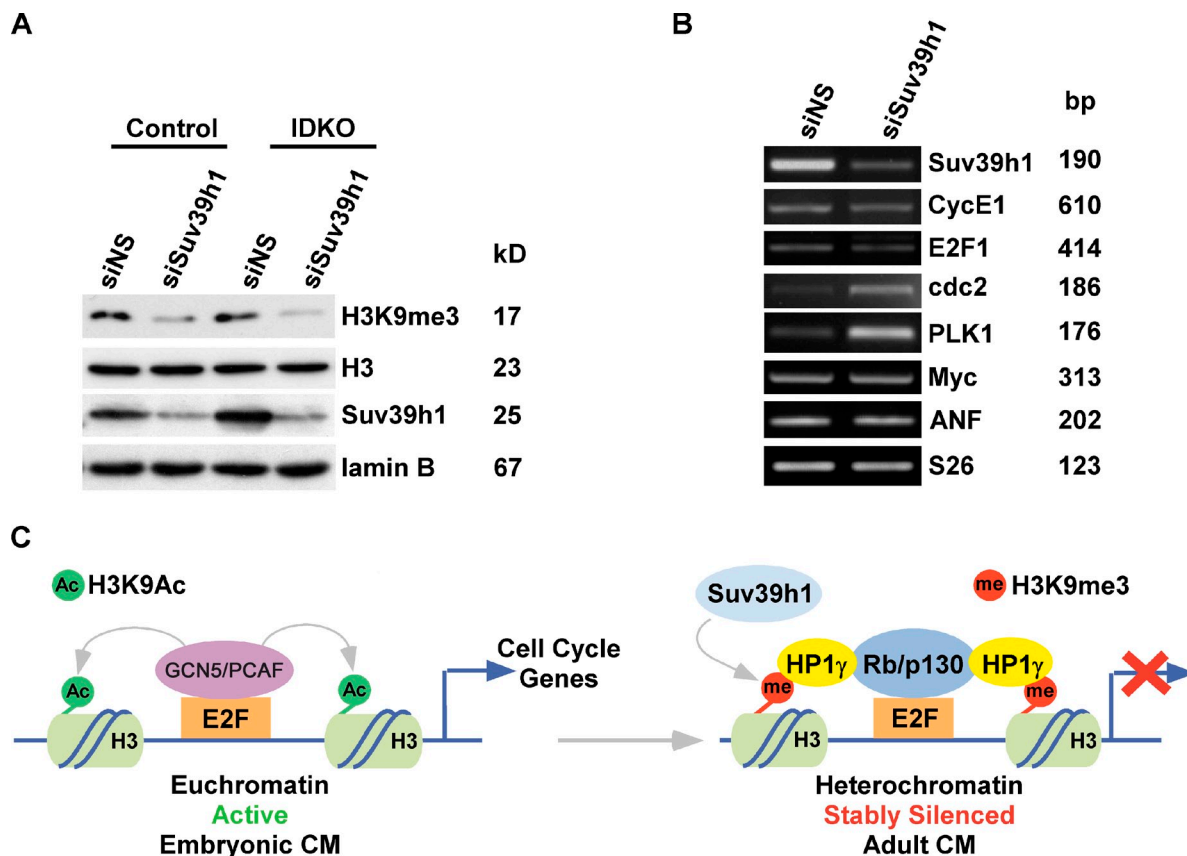 A
Control IDKO
siNS siSuv39h1 siNS siSuv39h1 kD
H3K9me3 17
H3 23
Suv39h1 25
lamin B 67
B
siNS siSuv39h1 bp
Suv39h1 190
CycE1 610
E2F1 414
cdc2 186
PLK1 176
Myc 313
ANF 202
S26 123
C
Ac H3K9Ac
GCN5/PCAF
Ac Ac
E2F
H3 H3
Cell Cycle
Genes
Euchromatin
Active
Embryonic CM
Suv39h1
me H3K9me3
HP1γ Rb/p130 HP1γ
me me
E2F
H3 H3
Heterochromatin
Stably Silenced
Adult CM